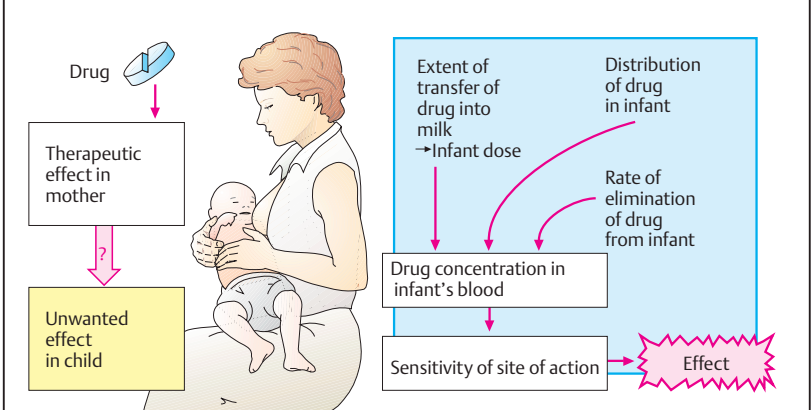 Drug
Therapeutic
effect in
mother
?
Unwanted
effect
in child
Extent of
transfer of
drug into
milk
→Infant dose
Distribution
of drug
in infant
Rate of
elimination
of drug
from infant
Drug concentration in
infant’s blood
Sensitivity of site of action
Effect